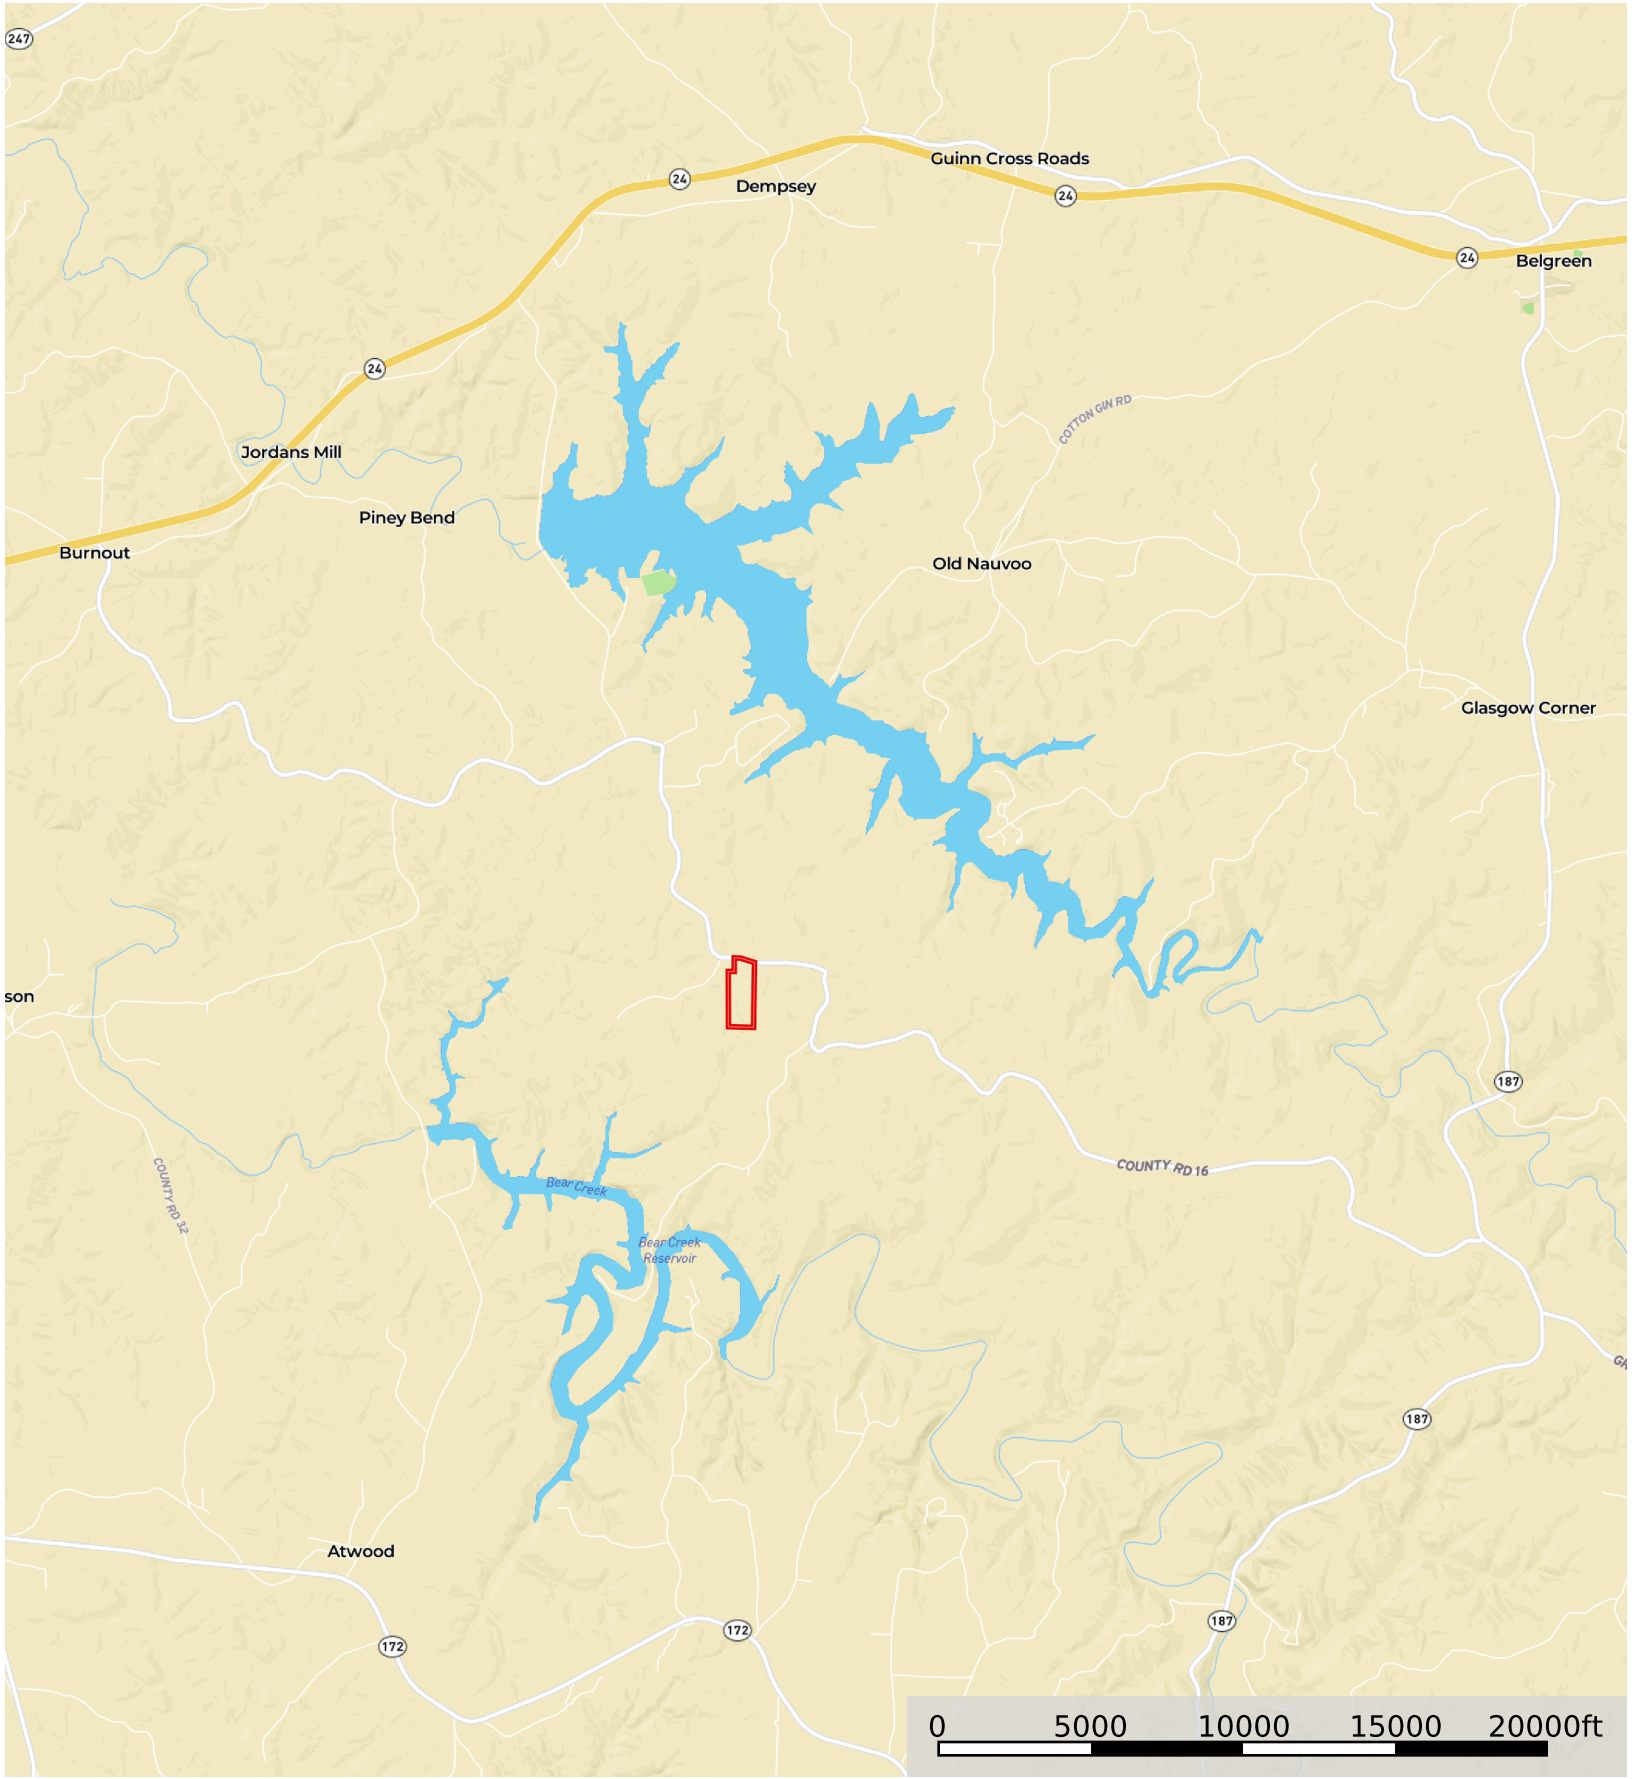 247
Guinn Cross Roads
24
Dempsey
24
24
Belgreen
24
COTTON GIN RD
Jordans Mill
Piney Bend
Burnout
Old Nauvoo
Glasgow Corner
son
187
COUNTY RD 16
COUNTY RD 32
Bear Creek
Bear Creek
Reservoir
GR
187
Atwood
187
172
172
0 5000 10000 15000 20000ft